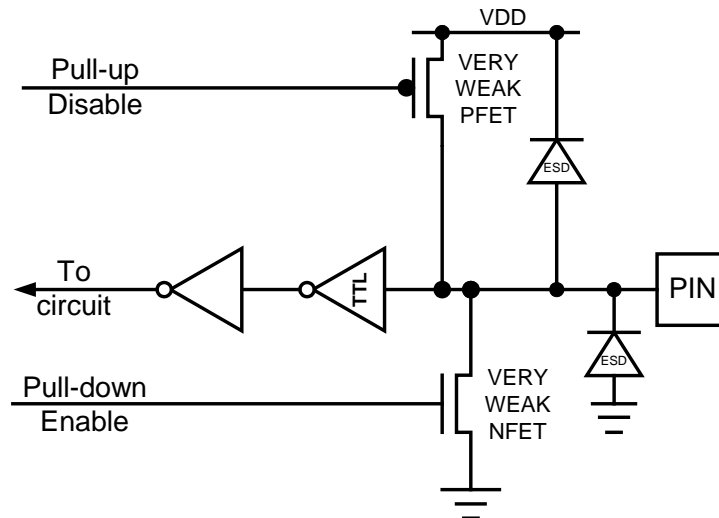 VDD
Pull-up
Disable
VERY
WEAK
PFET
ESD
To
circuit
TTL
PIN
ESD
Pull-down
Enable
VERY
WEAK
NFET